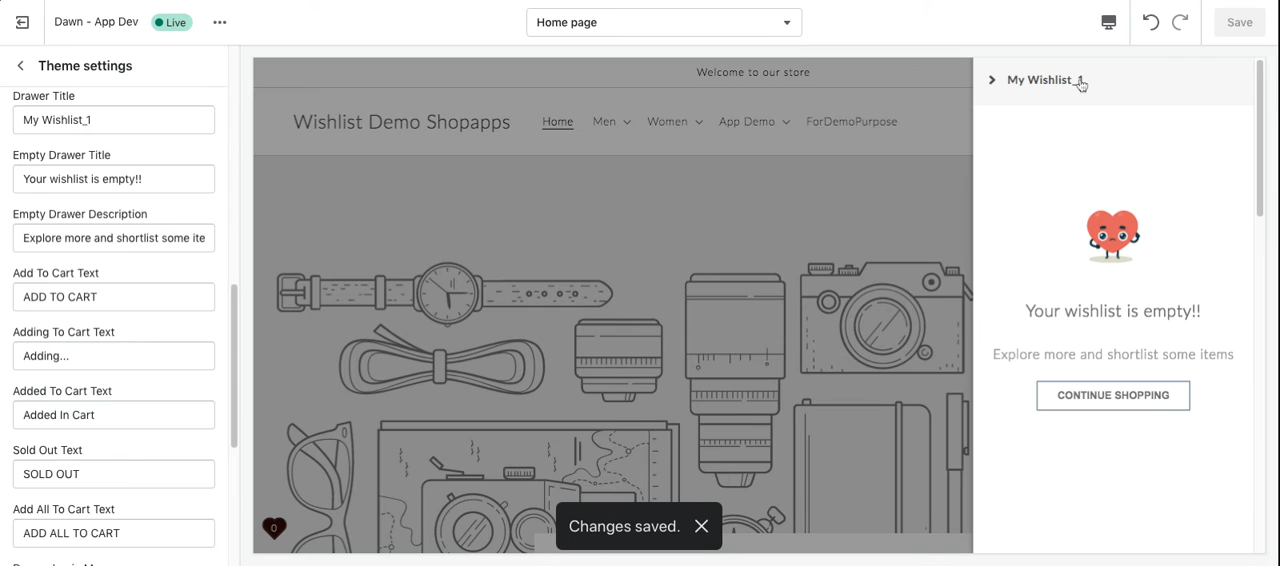 Dawn - App Dev
Live
Home page
Save
Theme settings
Drawer Title
My Wishlist_1
Empty Drawer Title
Your wishlist is empty!!
Empty Drawer Description
Explore more and shortlist some ite
Add To Cart Text
ADD TO CART
Adding To Cart Text
Adding...
Added To Cart Text
Added In Cart
Sold Out Text
SOLD OUT
Add All To Cart Text
ADD ALL TO CART
Welcome to our store
Wishlist Demo Shopapps
Home
Men
Women
App Demo
ForDemoPurpose
0
My Wishlist_1
Your wishlist is empty!!
Explore more and shortlist some items
CONTINUE SHOPPING
Changes saved.